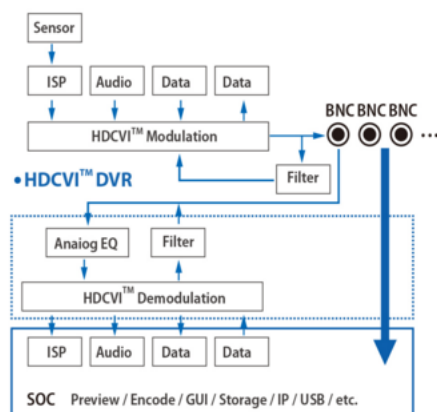 Sensor
ISP Audio Data Data
BNC BNC BNC
HDCVI™ Modulation
...
• HDCVI™ DVR
Filter
Anaiog EQ Filter
HDCVI™ Demodulation
ISP Audio Data Data
SOC Preview / Encode / GUI / Storage / IP / USB / etc.